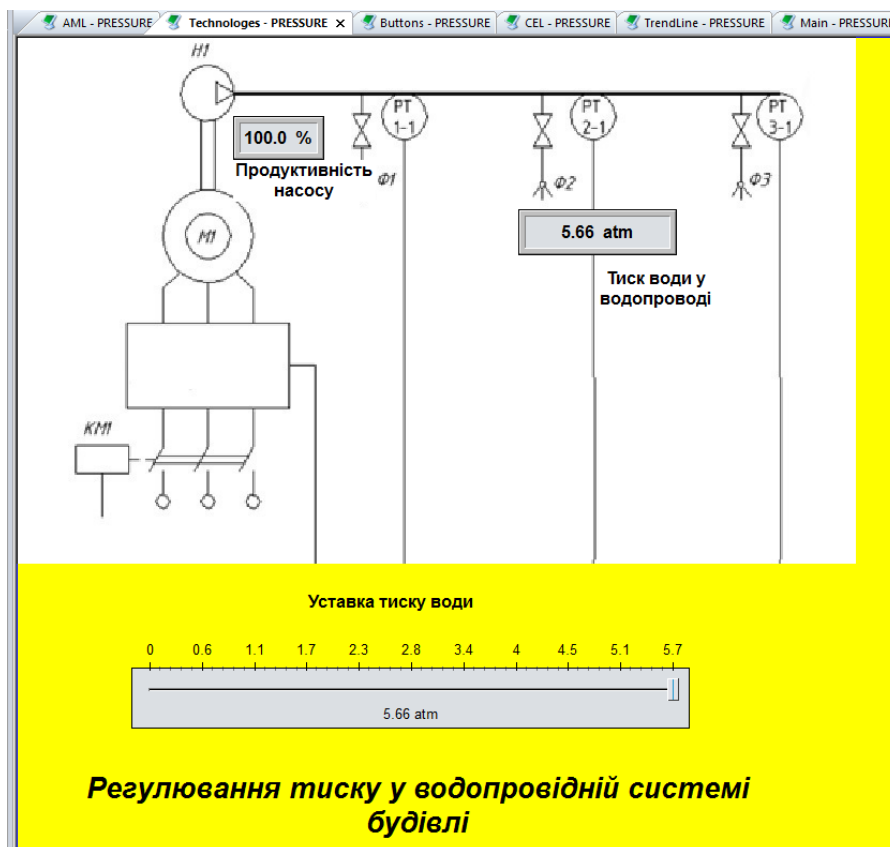 AML - PRESSURE
Technologes - PRESSURE
Buttons - PRESSURE
CEL - PRESSURE
TrendLine - PRESSURE
Main - PRESSURE
H1
PT
1-1
PT
2-1
PT
3-1
100.0 %
Продуктивність
насосу
Ф1
Ф2
Ф3
M1
5.66 atm
Тиск води у
водопроводі
KM1
Уставка тиску води
0 0.6 1.1 1.7 2.3 2.8 3.4 4 4.5 5.1 5.7
5.66 atm
Регулювання тиску у водопровідній системі
будівлі